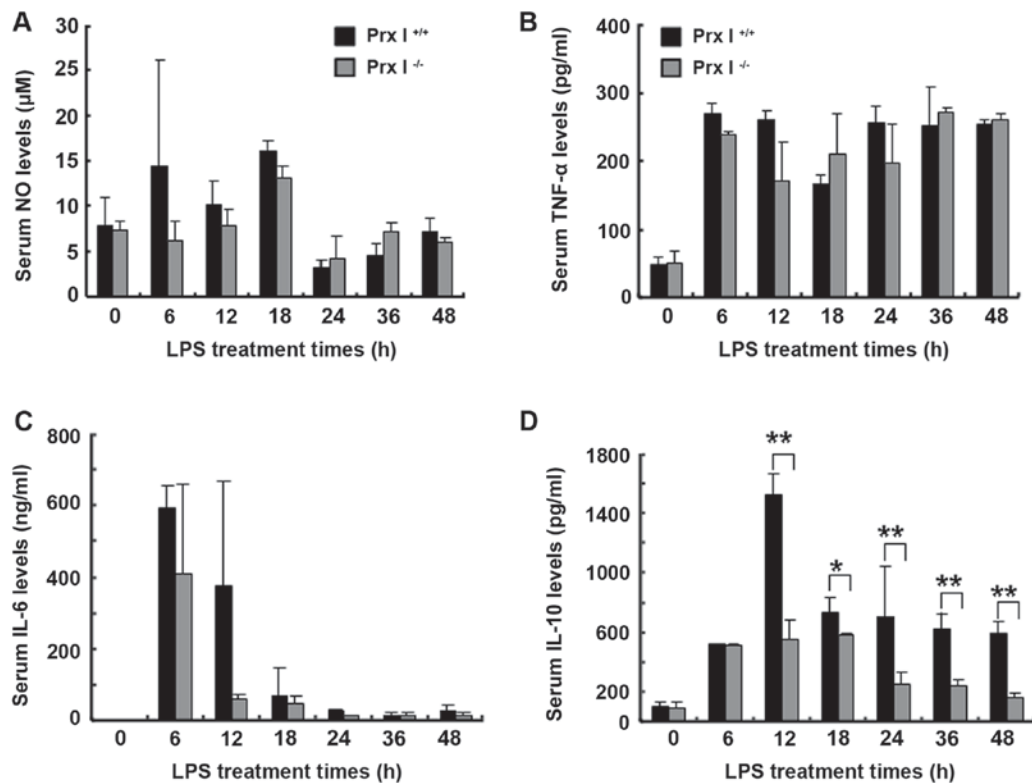 A
Prx I +/+
Prx I -/-
Serum NO levels (μM)
30
25
20
15
10
5
0
0 6 12 18 24 36 48
LPS treatment times (h)
B
Prx I +/+
Prx I -/-
Serum TNF-α levels (pg/ml)
400
300
200
100
0
0 6 12 18 24 36 48
LPS treatment times (h)
C
Serum IL-6 levels (ng/ml)
800
600
400
200
0
0 6 12 18 24 36 48
LPS treatment times (h)
D
Serum IL-10 levels (pg/ml)
1800
1400
1000
600
200
0
** * ** ** **
0 6 12 18 24 36 48
LPS treatment times (h)